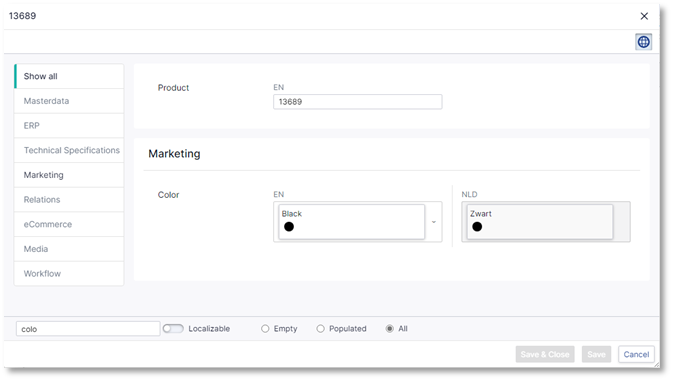 13689
Show all
Masterdata
ERP
Technical Specifications
Marketing
Relations
eCommerce
Media
Workflow
Product
EN
13689
Marketing
Color
EN
NLD
Black
Zwart
colo
Localizable
Empty
Populated
All
Save & Close
Save
Cancel